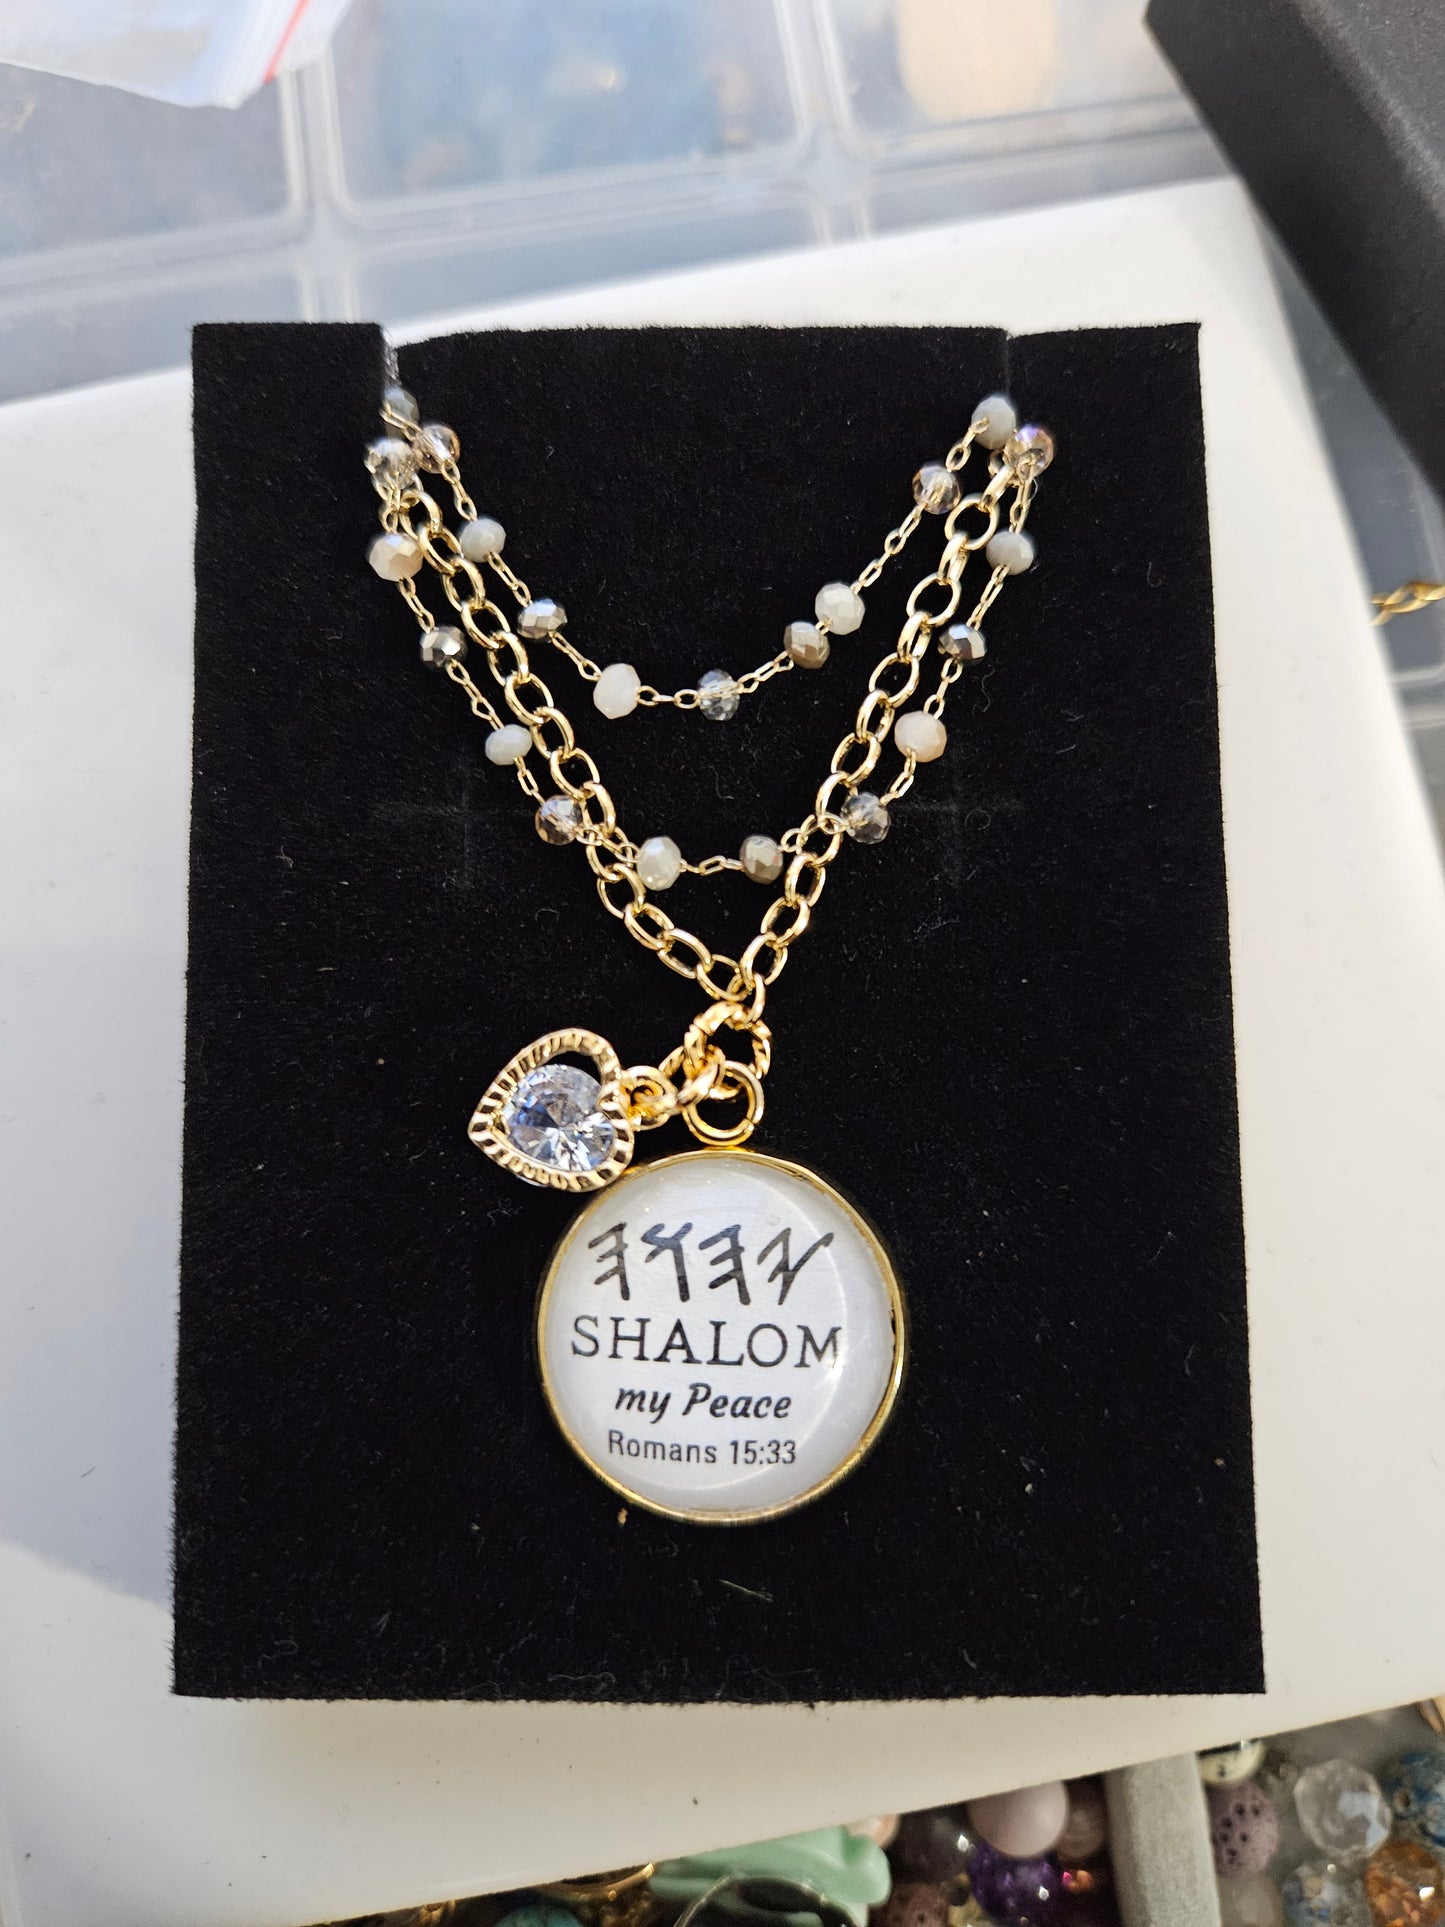 𐤉𐤄𐤅𐤄
SHALOM
my Peace
Romans 15:33